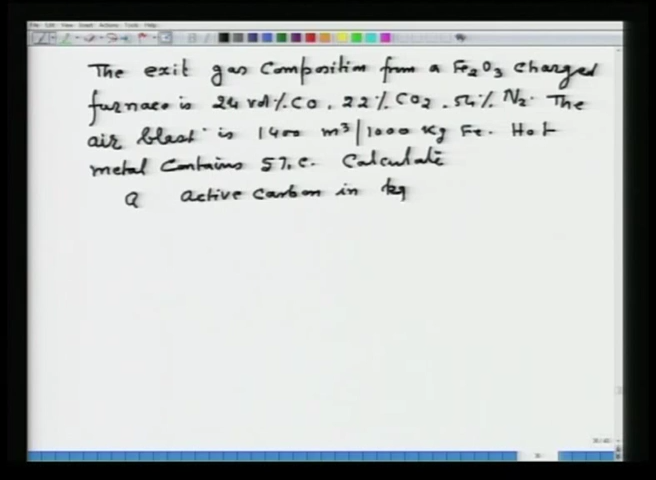 The exit gas Composition from a Fe2O3 charged
furnace is 24 vol% CO, 22% CO2, 54% N2. The
air blast is 1400 m³/1000 kg Fe. Hot
metal Contains 5% C. Calculate
a active carbon in kg